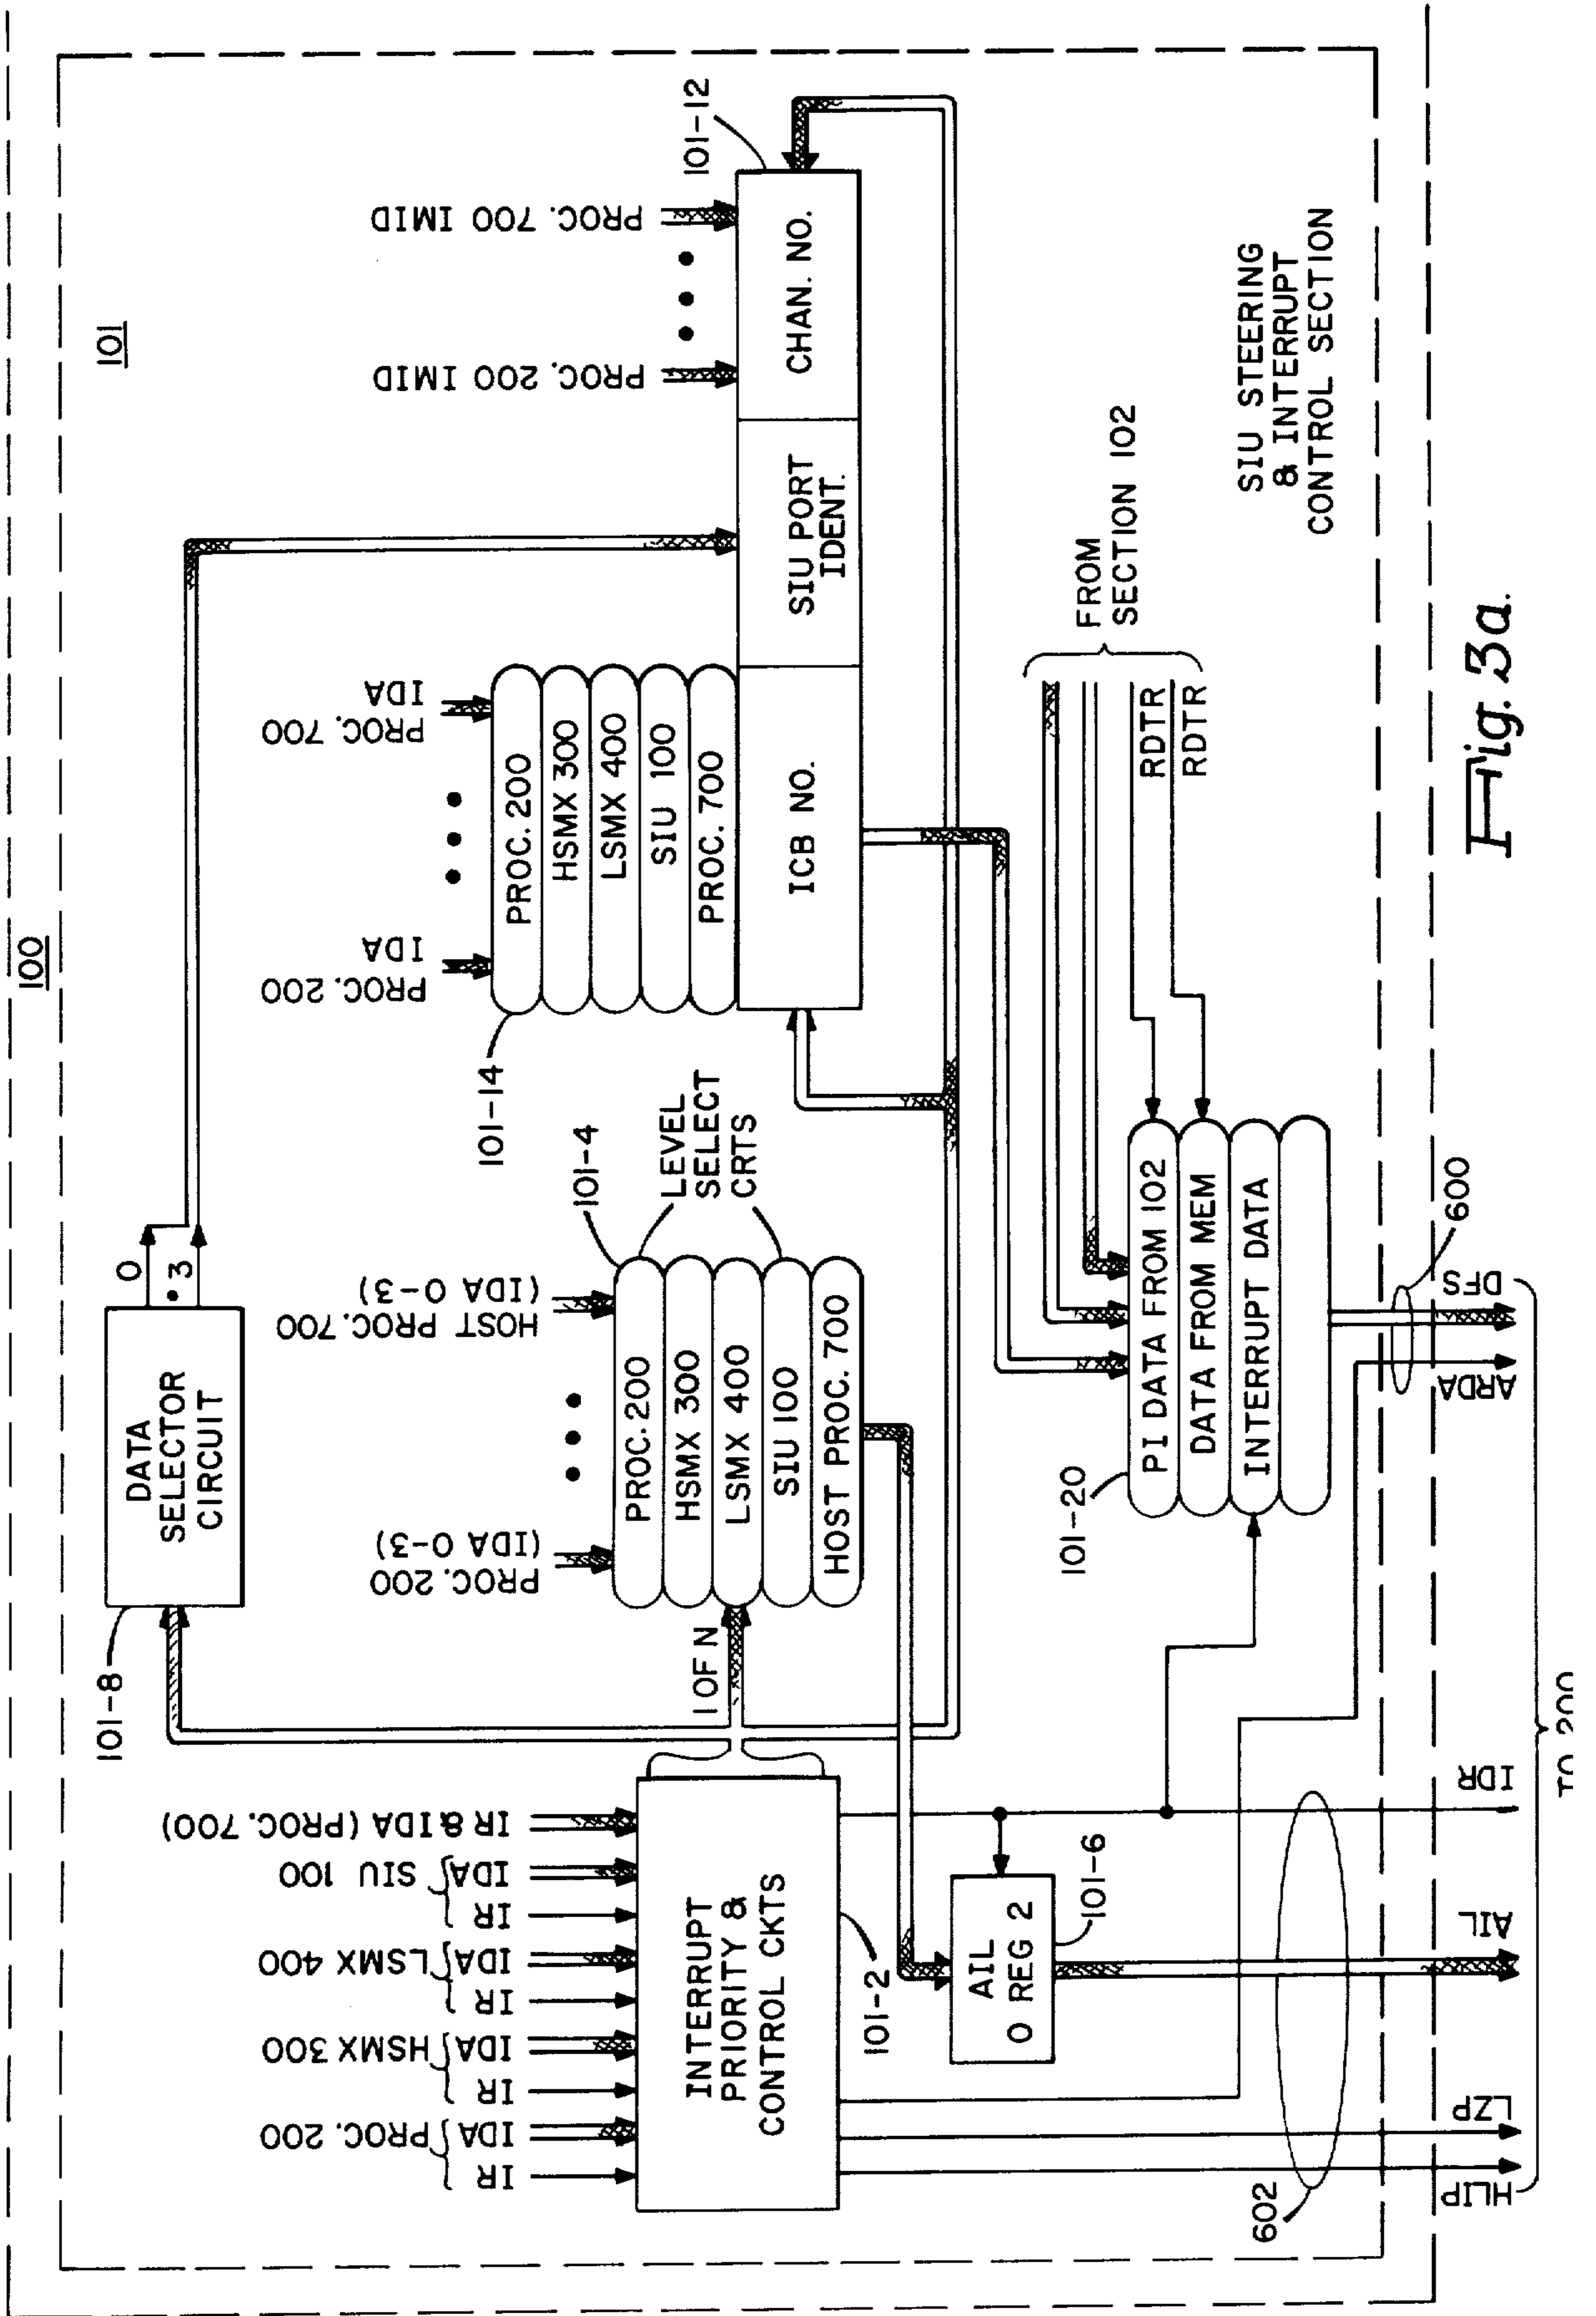 100
101
101-8
DATA
SELECTOR
CIRCUIT
0
3
IR & IDA (PROC. 700)
IDA
IR
SIU 100
IDA
IR
LSMX 400
IDA
IR
HSMX 300
IDA
IR
PROC. 200
INTERRUPT
PRIORITY &
CONTROL CKTS
101-2
1 OF N
PROC. 200
(IDA 0-3)
HOST PROC. 700
(IDA 0-3)
101-4
LEVEL
SELECT
CRTS
PROC. 200
HSMX 300
LSMX 400
SIU 100
HOST PROC. 700
PROC. 200
IDA
PROC. 700
IDA
101-14
PROC. 200
HSMX 300
LSMX 400
SIU 100
PROC. 700
ICB NO.
SIU PORT
IDENT.
CHAN. NO.
PROC. 200 IMID
PROC. 700 IMID
101-12
AIL
0 REG 2
101-6
101-20
PI DATA FROM 102
DATA FROM MEM
INTERRUPT DATA
FROM
SECTION 102
RDTR
RDTR
SIU STEERING
& INTERRUPT
CONTROL SECTION
602
600
HLIP
LZP
AIL
IDR
ARDA
DFS
TO 200
Fig. 3a.